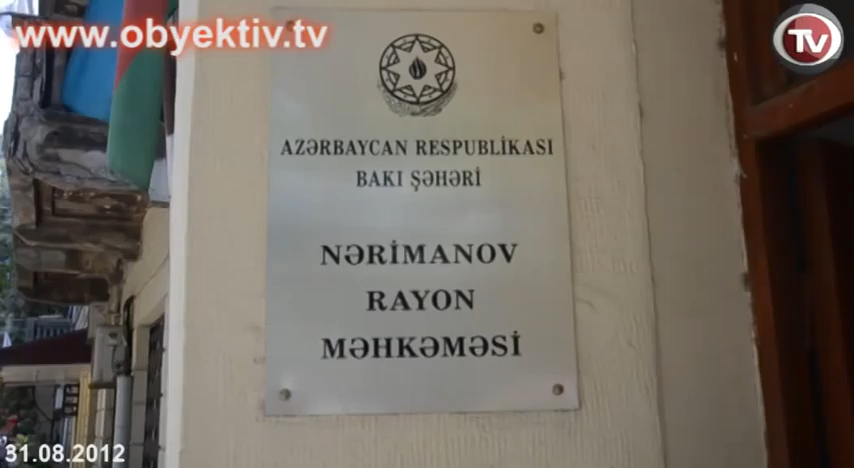 www.obyektiv.tv
TV
AZƏRBAYCAN RESPUBLİKASI
BAKI ŞƏHƏRİ
NƏRİMANOV
RAYON
MƏHKƏMƏSİ
31.08.2012